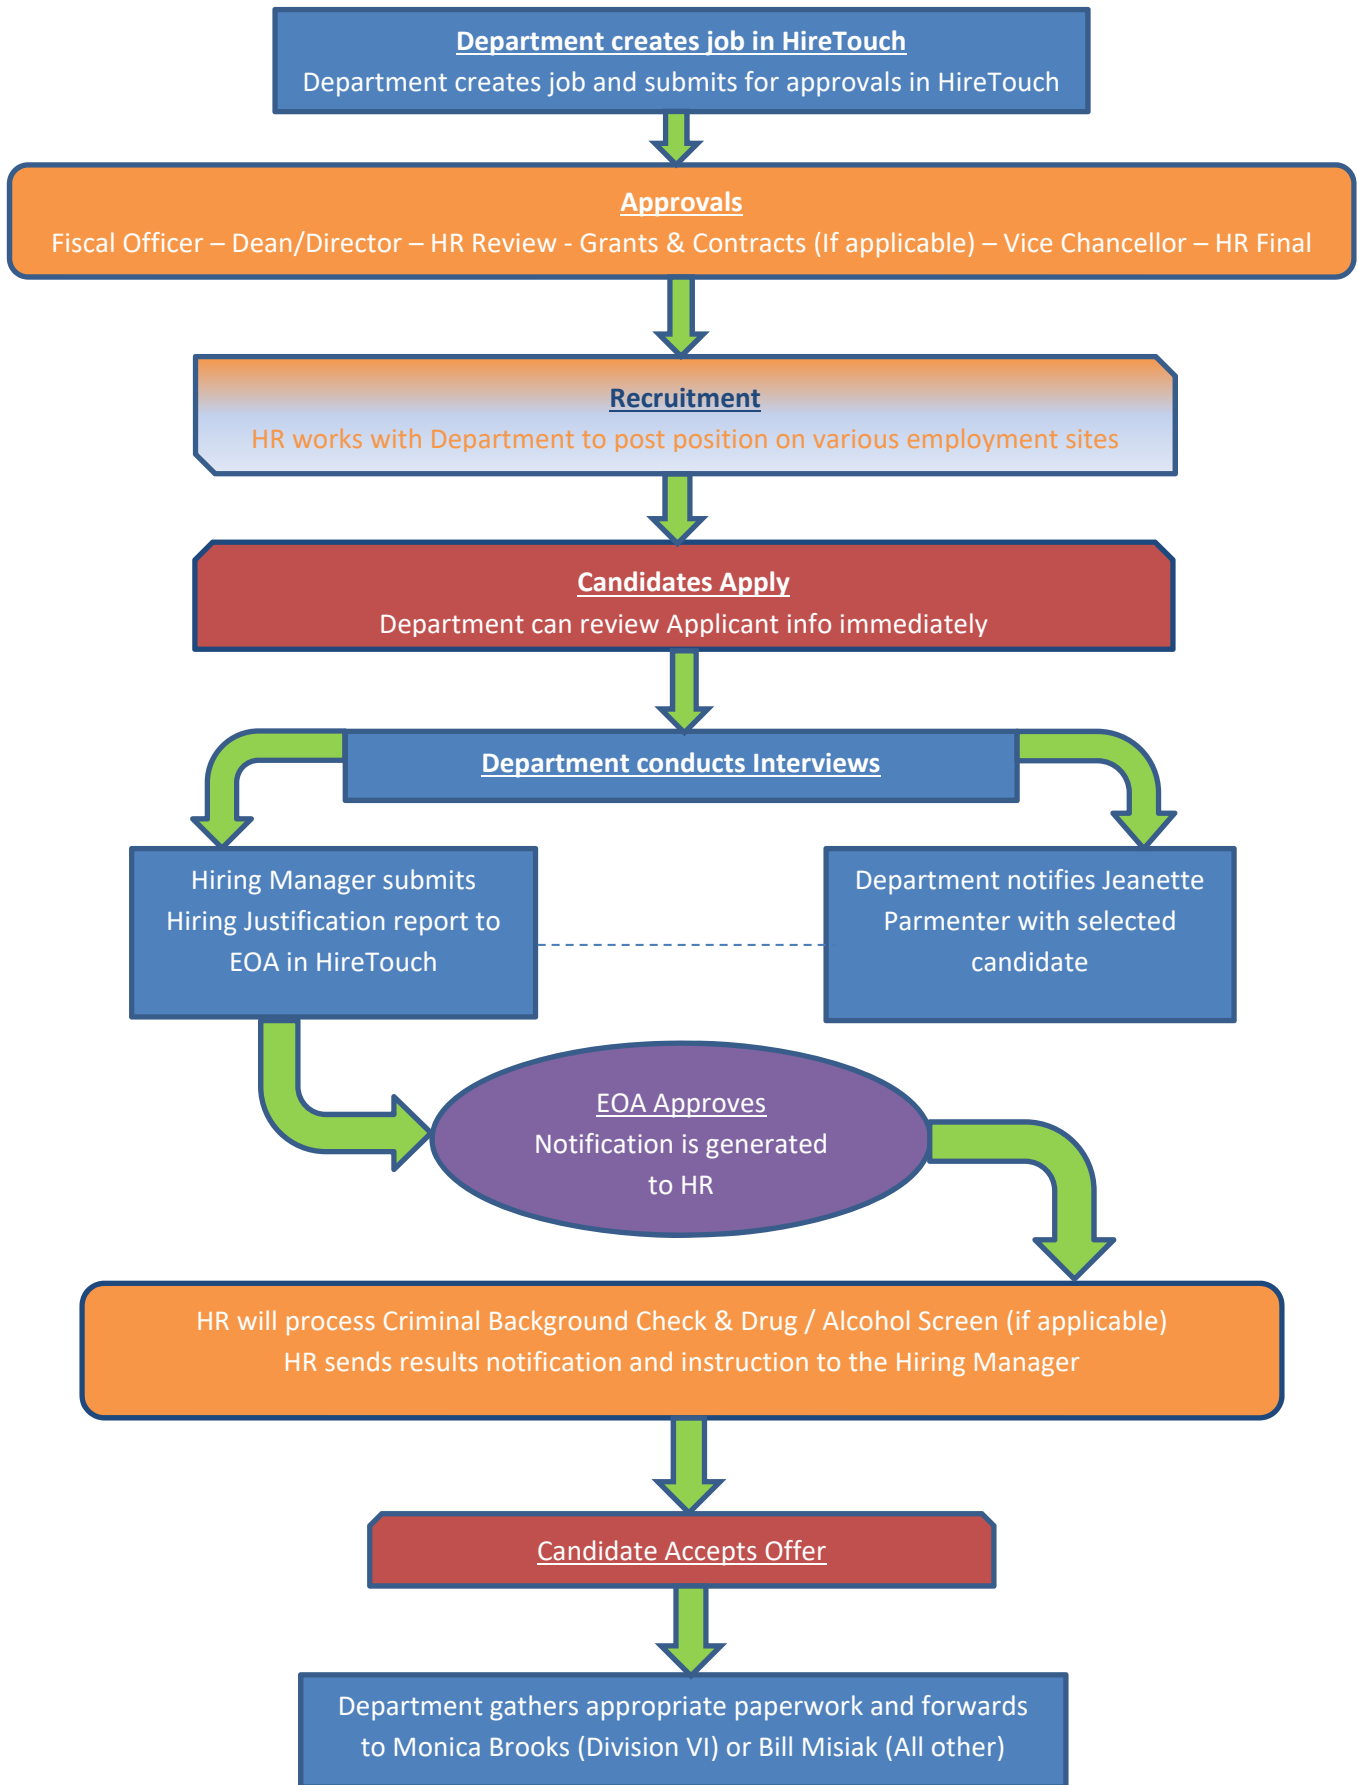 Department creates job in HireTouch
Department creates job and submits for approvals in HireTouch
Approvals
Fiscal Officer – Dean/Director – HR Review - Grants & Contracts (If applicable) – Vice Chancellor – HR Final
Recruitment
HR works with Department to post position on various employment sites
Candidates Apply
Department can review Applicant info immediately
Department conducts Interviews
Hiring Manager submits
Hiring Justification report to
EOA in HireTouch
Department notifies Jeanette
Parmenter with selected
candidate
EOA Approves
Notification is generated
to HR
HR will process Criminal Background Check & Drug / Alcohol Screen (if applicable)
HR sends results notification and instruction to the Hiring Manager
Candidate Accepts Offer
Department gathers appropriate paperwork and forwards
to Monica Brooks (Division VI) or Bill Misiak (All other)